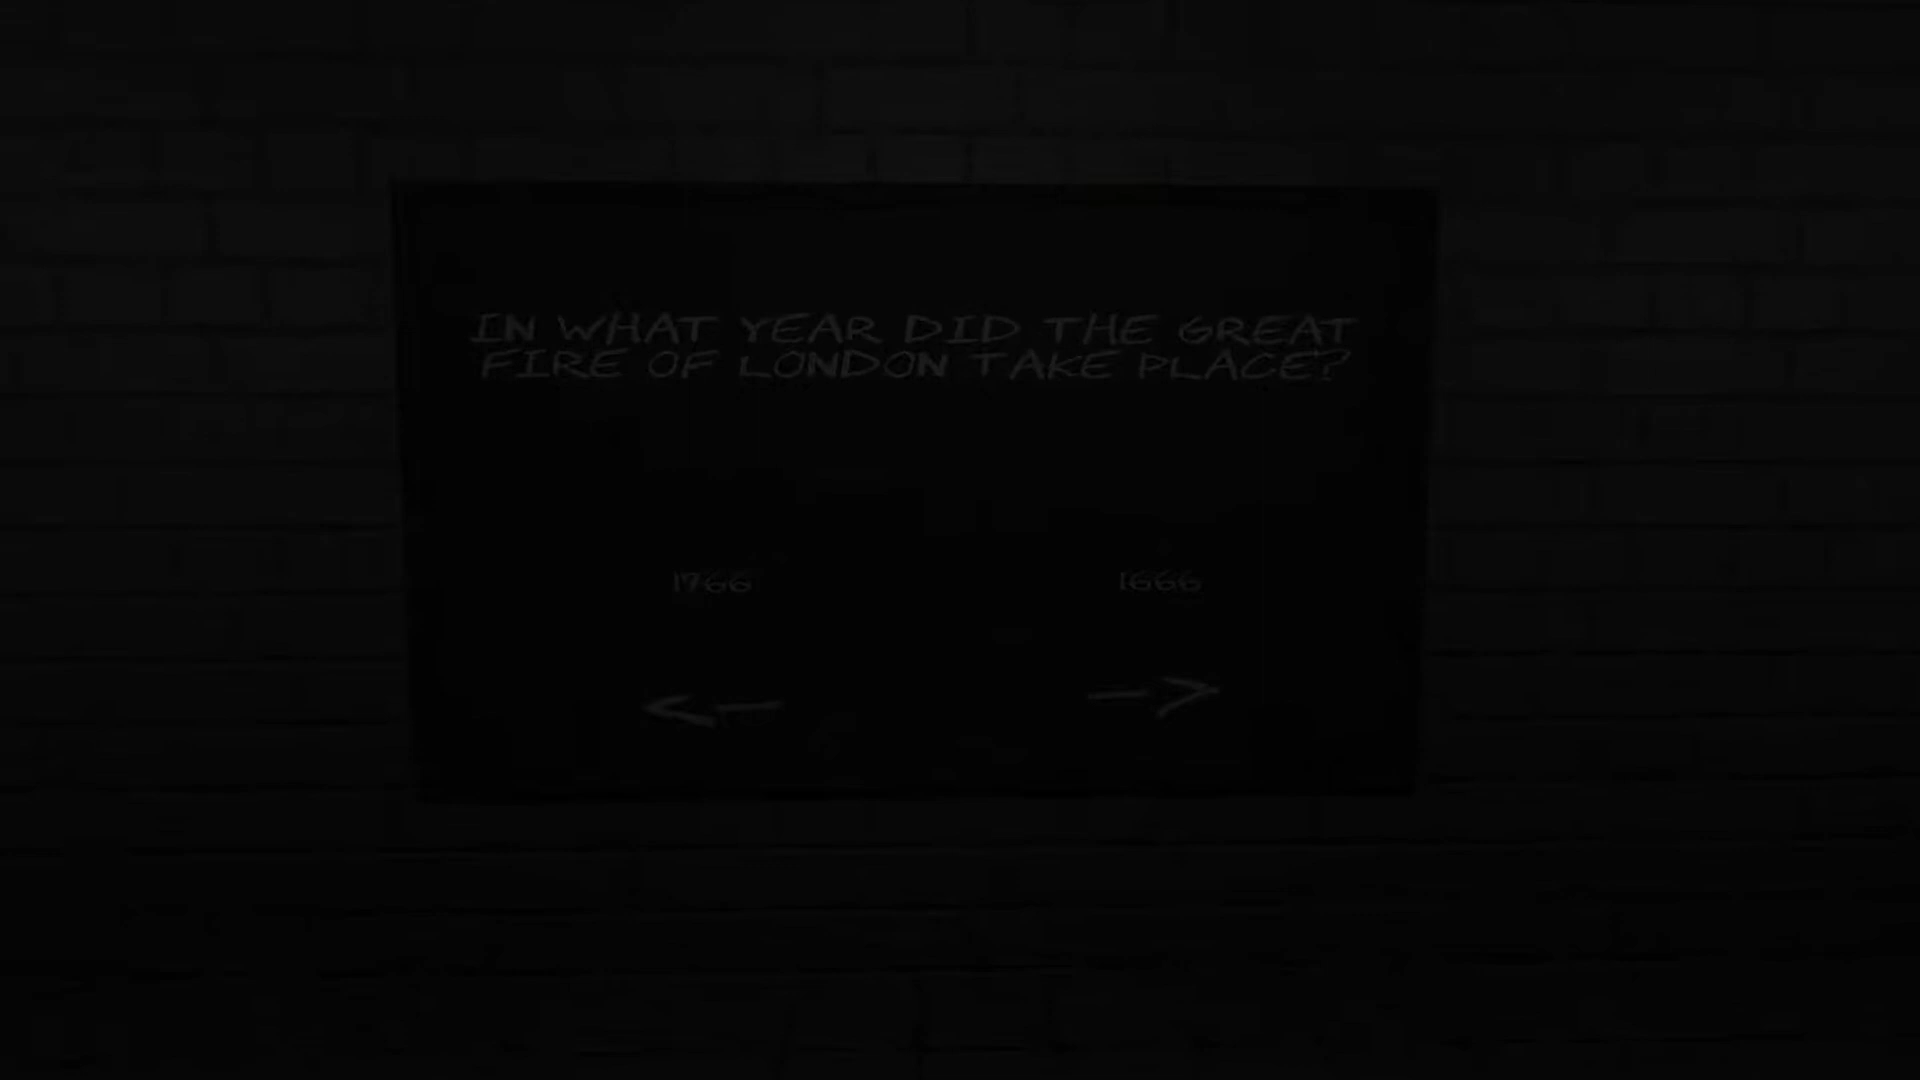 IN WHAT YEAR DID THE GREAT
FIRE OF LONDON TAKE PLACE?
1766
1666